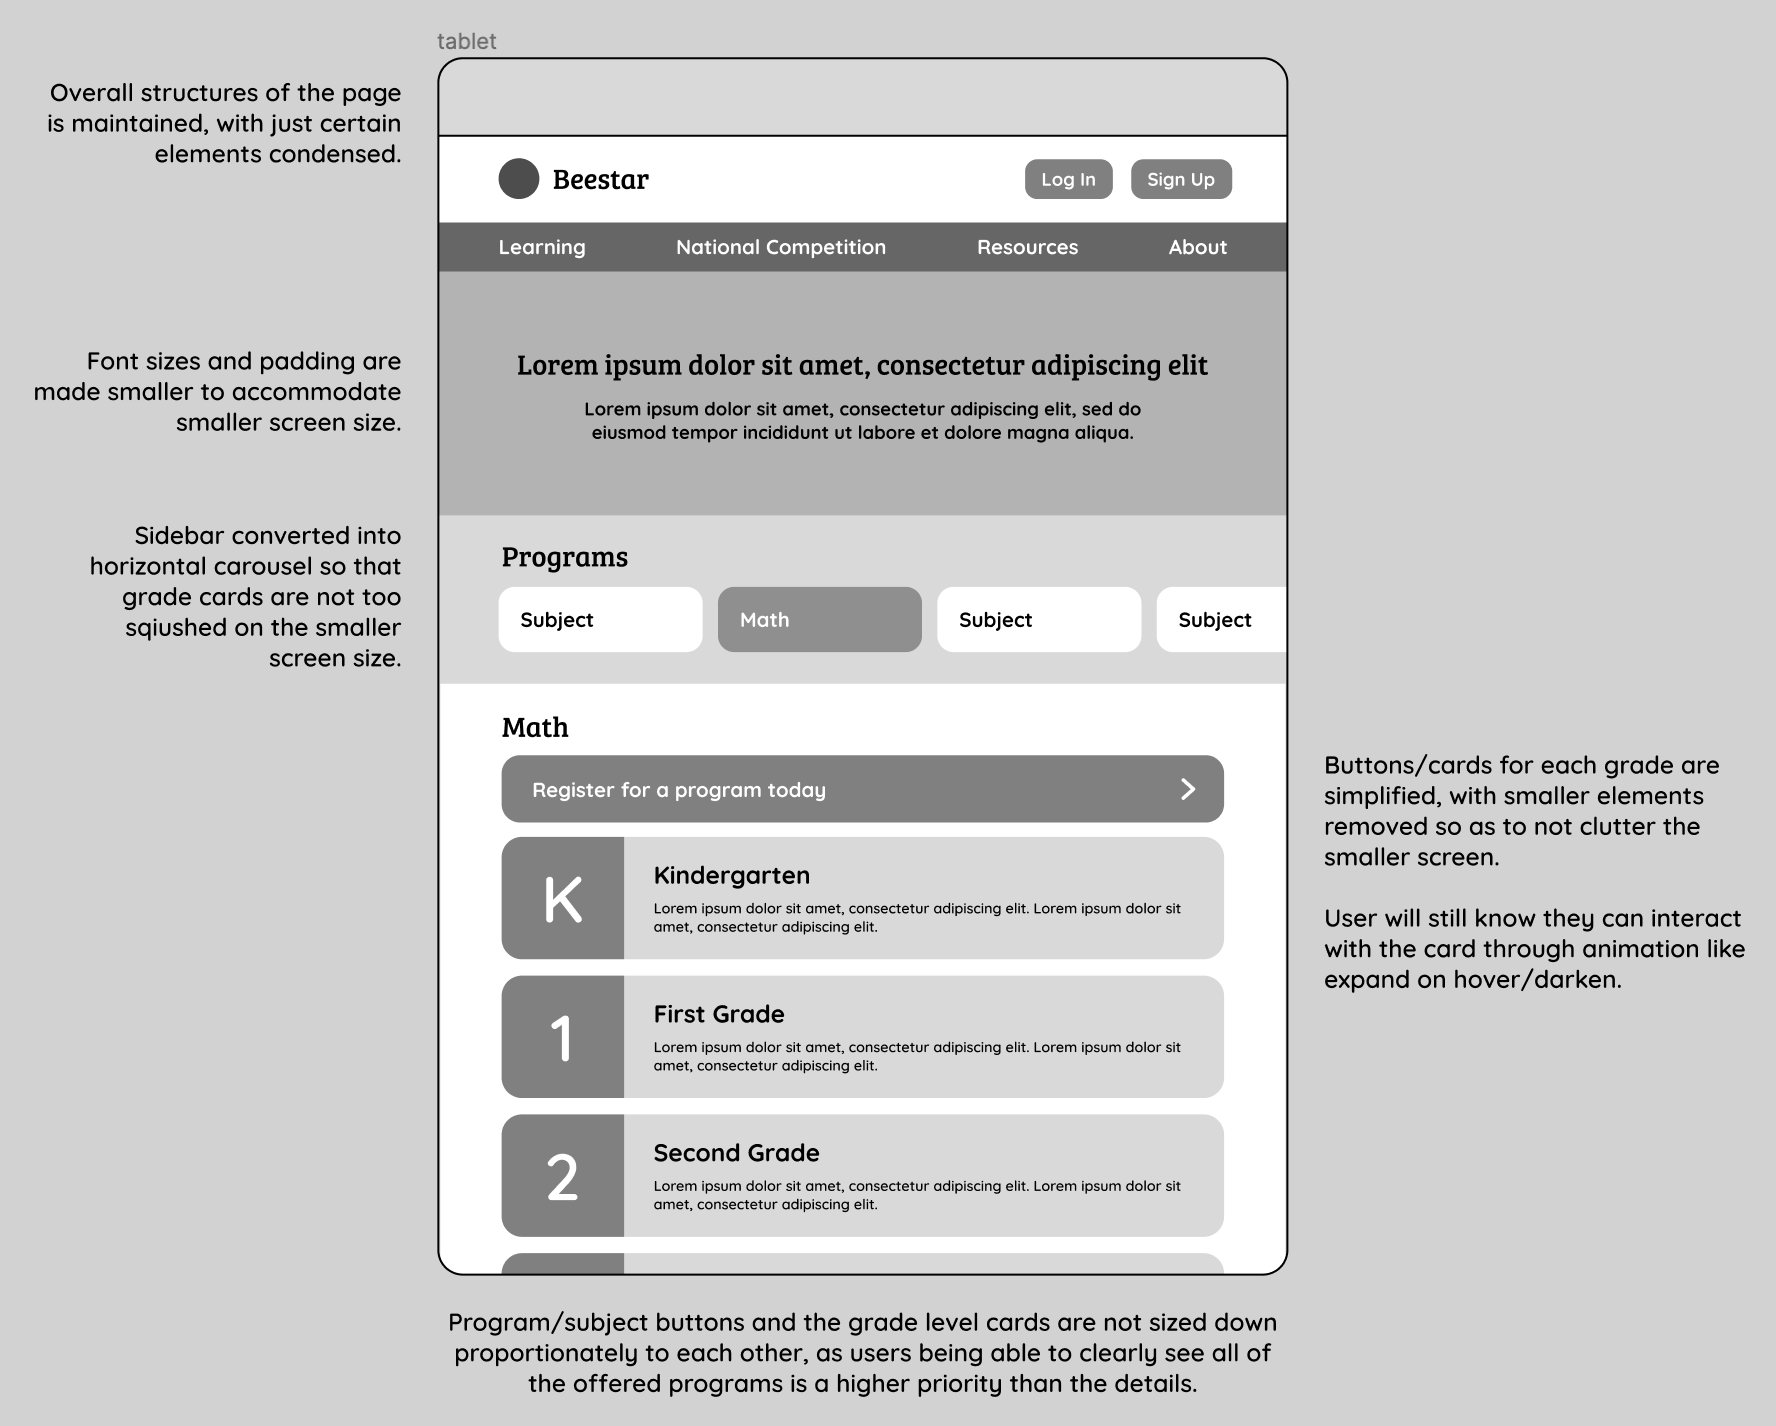 tablet
Overall structures of the page
is maintained, with just certain
elements condensed.
Beestar
Log In
Sign Up
Learning
National Competition
Resources
About
Font sizes and padding are
made smaller to accommodate
smaller screen size.
Lorem ipsum dolor sit amet, consectetur adipiscing elit
Lorem ipsum dolor sit amet, consectetur adipiscing elit, sed do
eiusmod tempor incididunt ut labore et dolore magna aliqua.
Sidebar converted into
horizontal carousel so that
grade cards are not too
sqiushed on the smaller
screen size.
Programs
Subject
Math
Subject
Subject
Math
Register for a program today
K
Kindergarten
Lorem ipsum dolor sit amet, consectetur adipiscing elit. Lorem ipsum dolor sit
amet, consectetur adipiscing elit.
1
First Grade
Lorem ipsum dolor sit amet, consectetur adipiscing elit. Lorem ipsum dolor sit
amet, consectetur adipiscing elit.
2
Second Grade
Lorem ipsum dolor sit amet, consectetur adipiscing elit. Lorem ipsum dolor sit
amet, consectetur adipiscing elit.
Buttons/cards for each grade are
simplified, with smaller elements
removed so as to not clutter the
smaller screen.
User will still know they can interact
with the card through animation like
expand on hover/darken.
Program/subject buttons and the grade level cards are not sized down
proportionately to each other, as users being able to clearly see all of
the offered programs is a higher priority than the details.